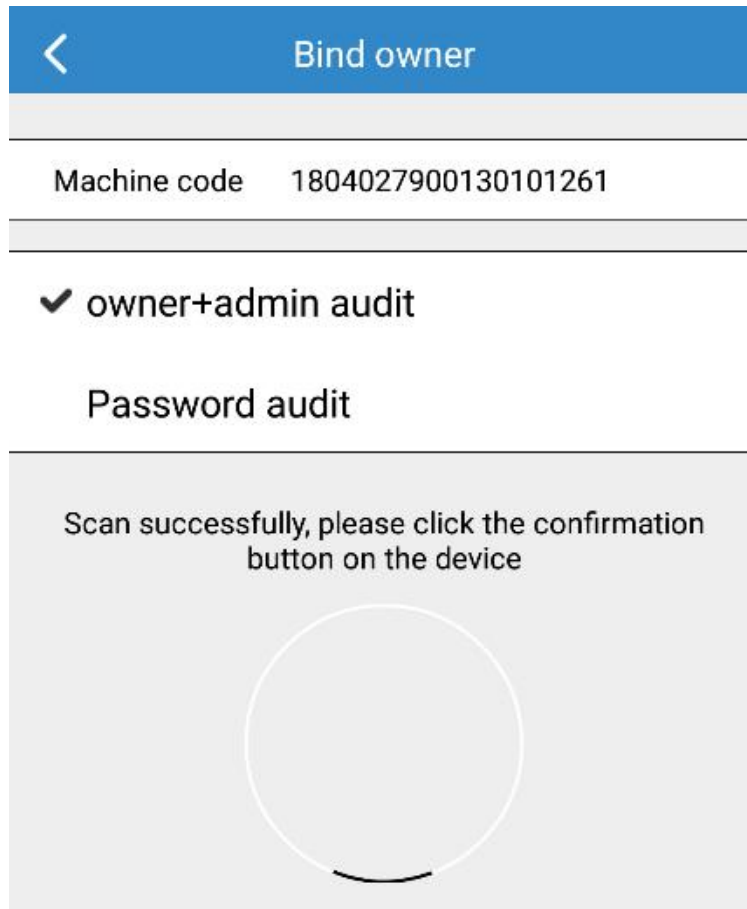 Bind owner
Machine code 1804027900130101261
owner+admin audit
Password audit
Scan successfully, please click the confirmation
button on the device